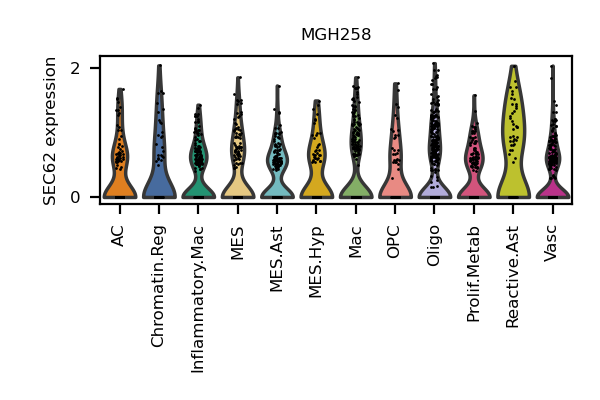 MGH258
SEC62 expression
2
0
AC
Chromatin.Reg
Inflammatory.Mac
MES
MES.Ast
MES.Hyp
Mac
OPC
Oligo
Prolif.Metab
Reactive.Ast
Vasc